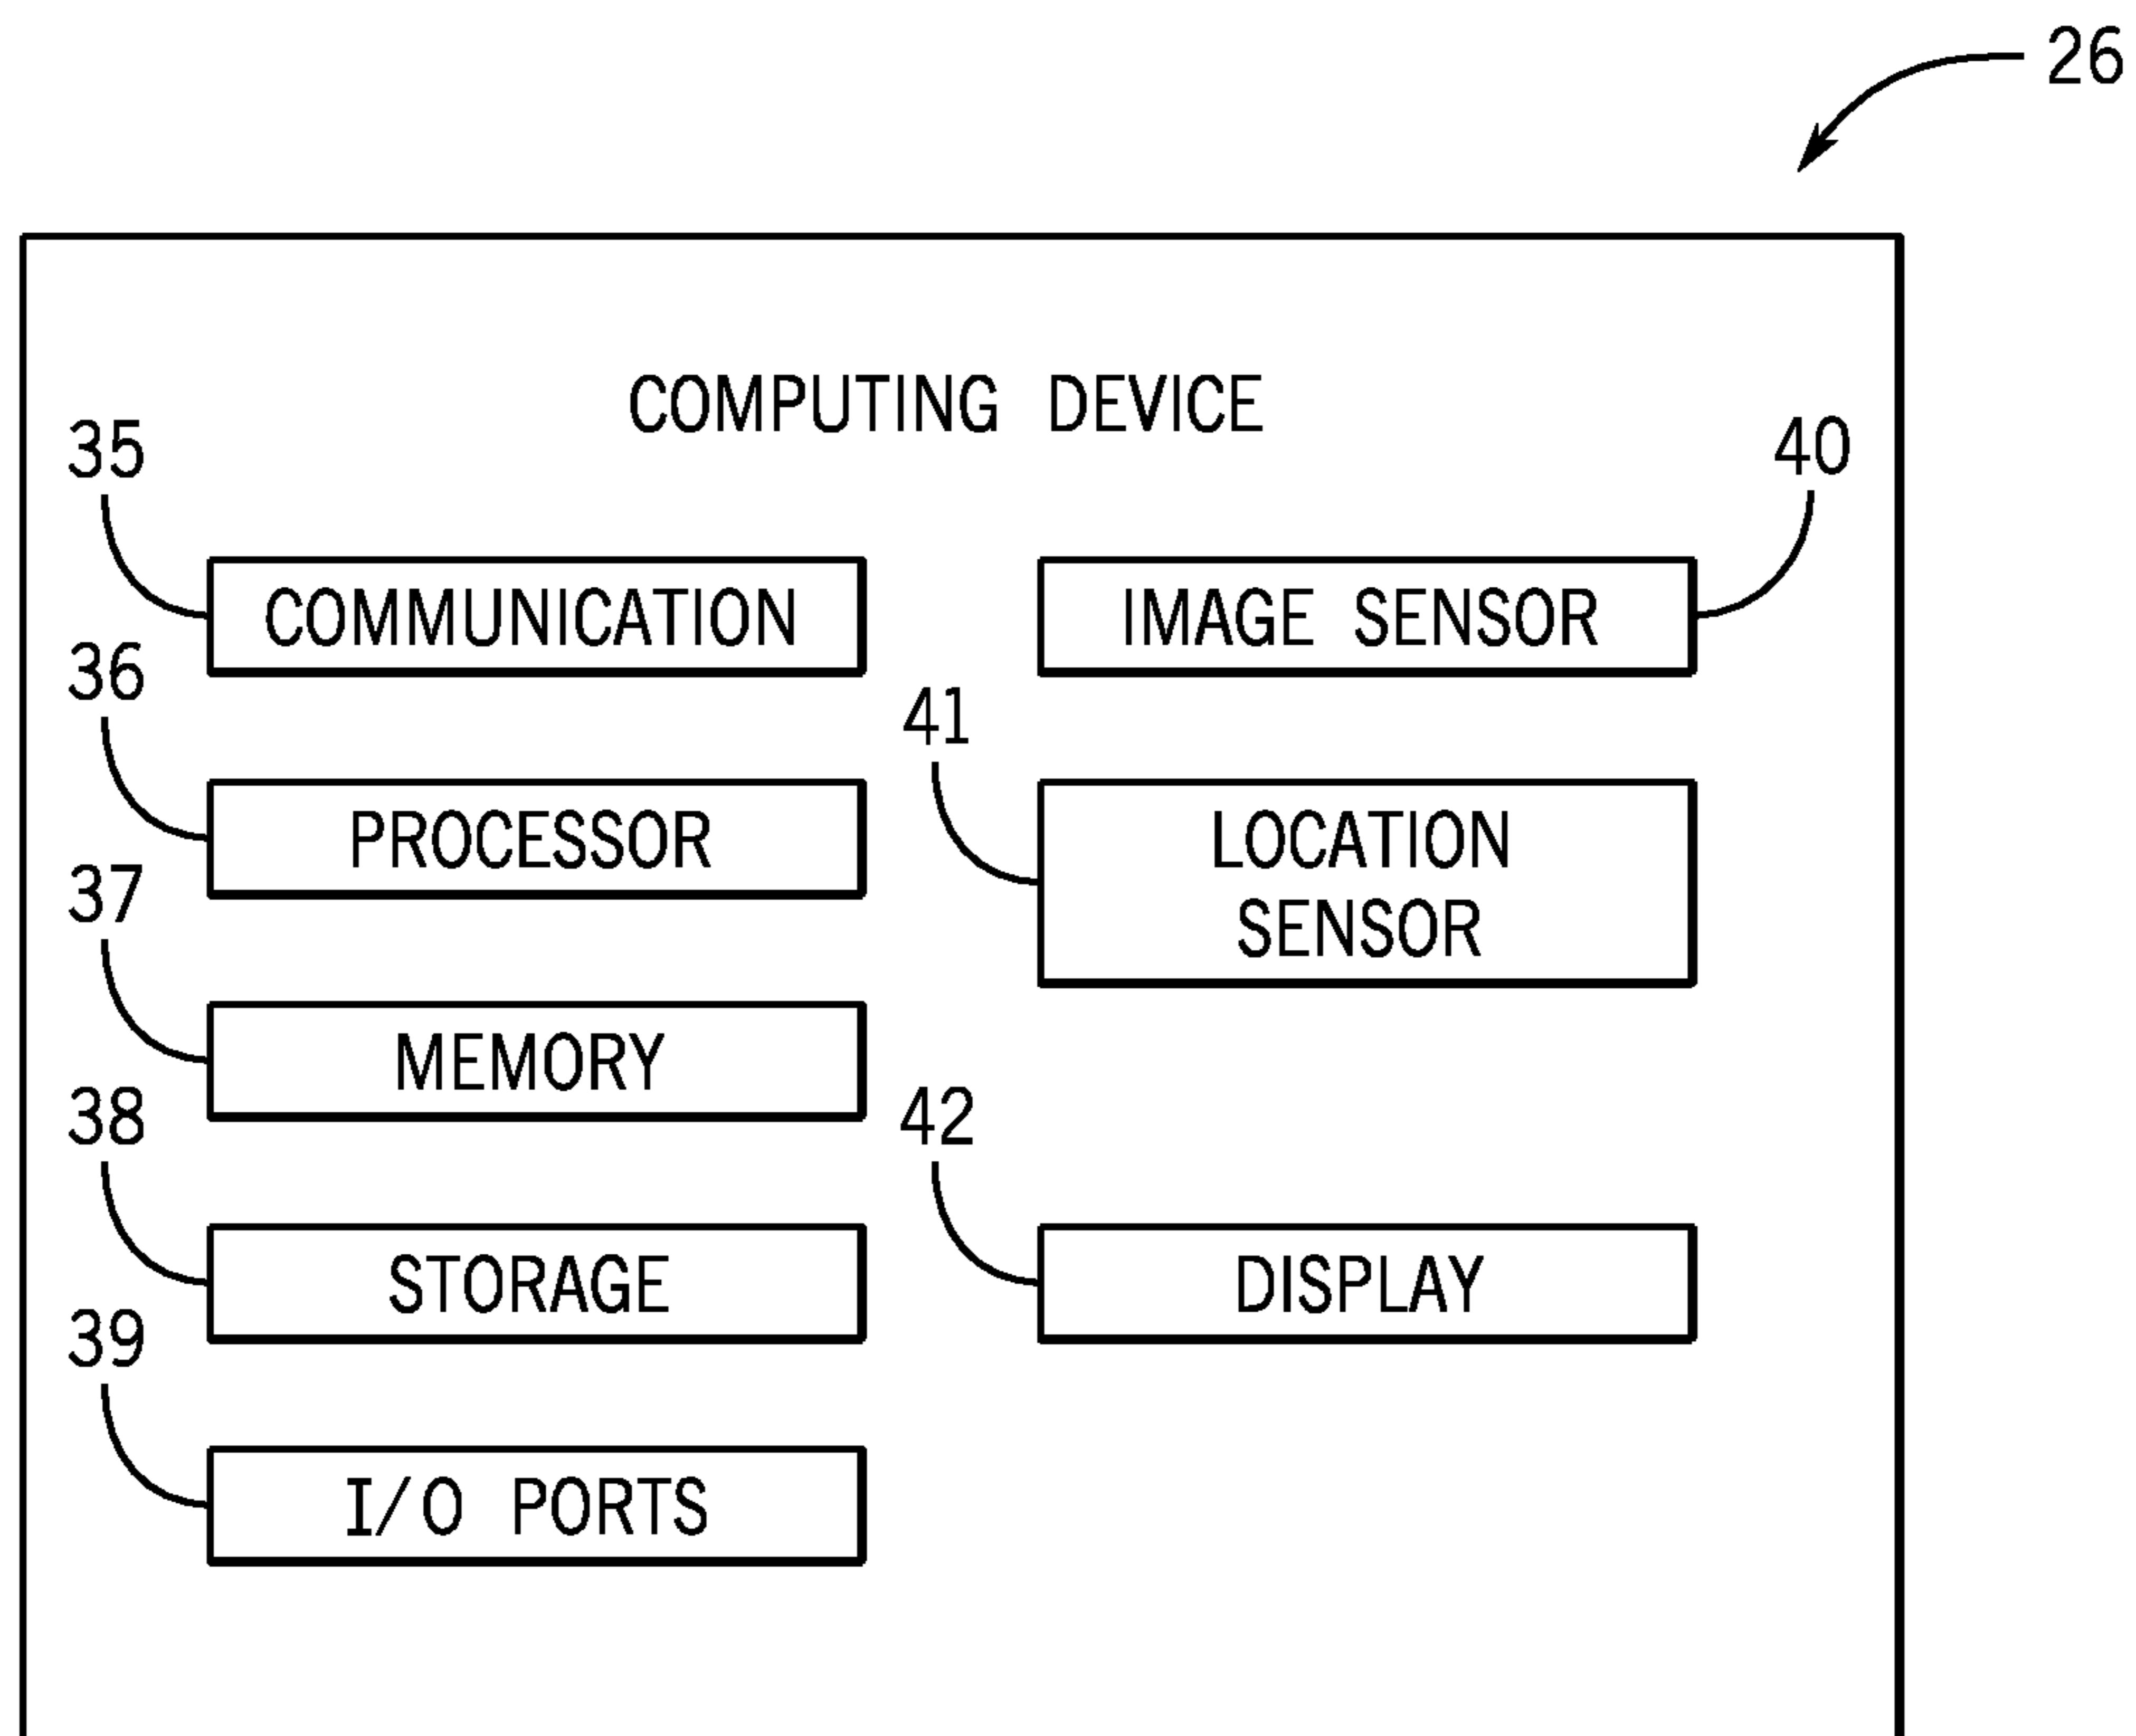 26
COMPUTING DEVICE
35
40
COMMUNICATION
IMAGE SENSOR
36
41
PROCESSOR
LOCATION
SENSOR
37
MEMORY
38
42
STORAGE
DISPLAY
39
I/O PORTS